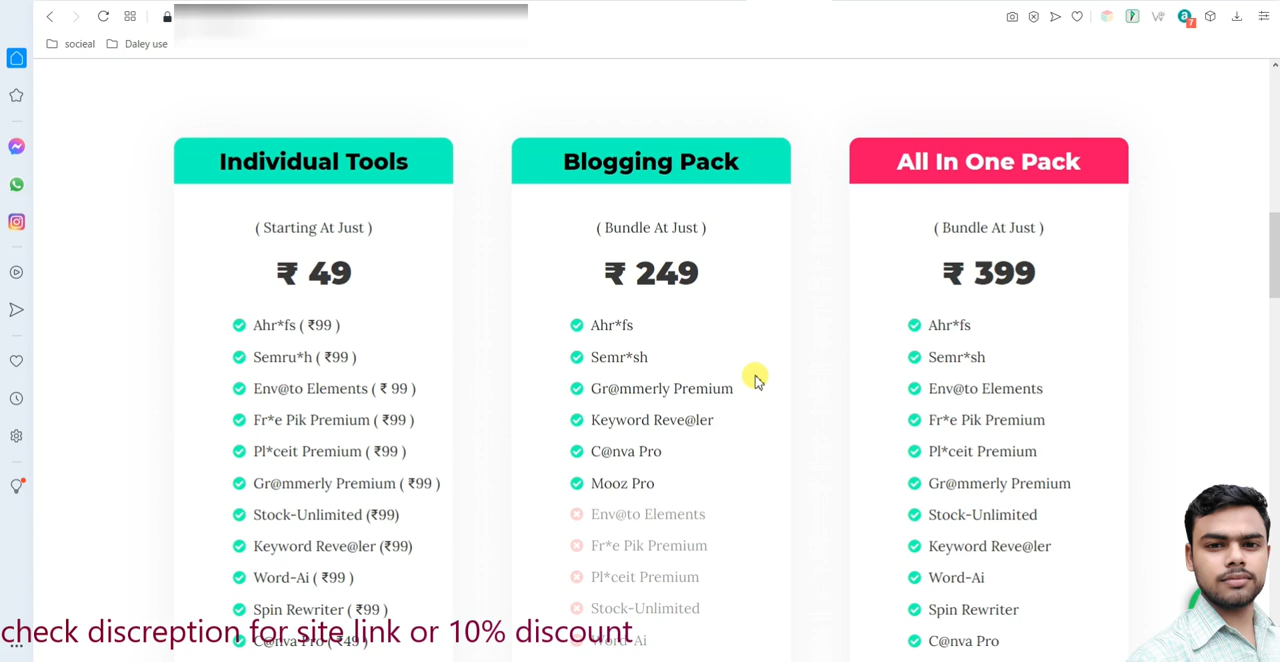 socieal
Daley use
7
Individual Tools
( Starting At Just )
₹ 49
Ahr*fs ( ₹99 )
Semru*h ( ₹99 )
Env@to Elements ( ₹ 99 )
Fr*e Pik Premium ( ₹99 )
Pl*ceit Premium ( ₹99 )
Gr@mmerly Premium ( ₹99 )
Stock-Unlimited (₹99)
Keyword Reve@ler (₹99)
Word-Ai ( ₹99 )
Spin Rewriter ( ₹99 )
C@nva Pro ( ₹49 )
Blogging Pack
( Bundle At Just )
₹ 249
Ahr*fs
Semr*sh
Gr@mmerly Premium
Keyword Reve@ler
C@nva Pro
Mooz Pro
Env@to Elements
Fr*e Pik Premium
Pl*ceit Premium
Stock-Unlimited
Word-Ai
All In One Pack
( Bundle At Just )
₹ 399
Ahr*fs
Semr*sh
Env@to Elements
Fr*e Pik Premium
Pl*ceit Premium
Gr@mmerly Premium
Stock-Unlimited
Keyword Reve@ler
Word-Ai
Spin Rewriter
C@nva Pro
check discreption for site link or 10% discount